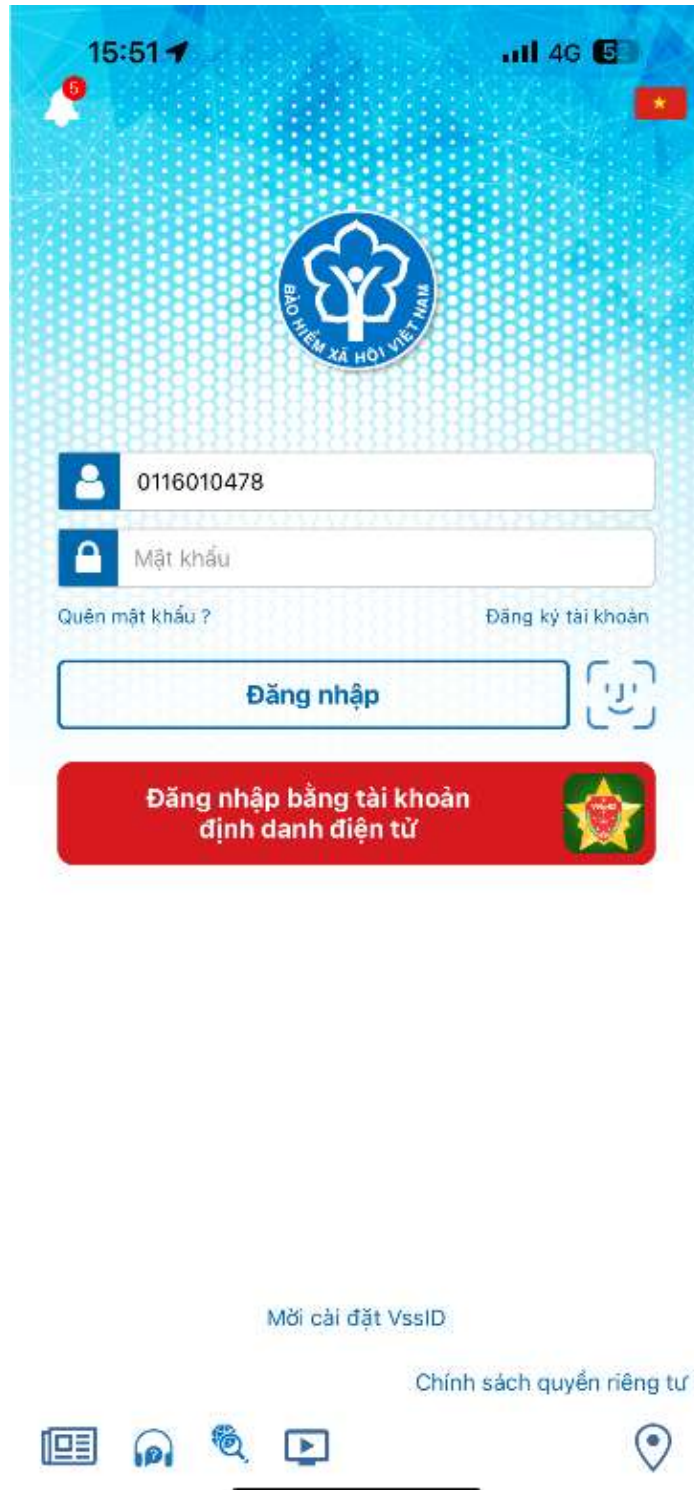 15:51
4G 5
5
BẢO HIỂM XÃ HỘI VIỆT NAM
0116010478
Mật khẩu
Quên mật khẩu ?
Đăng ký tài khoản
Đăng nhập
Đăng nhập bằng tài khoản
định danh điện tử
Mời cài đặt VssID
Chính sách quyền riêng tư